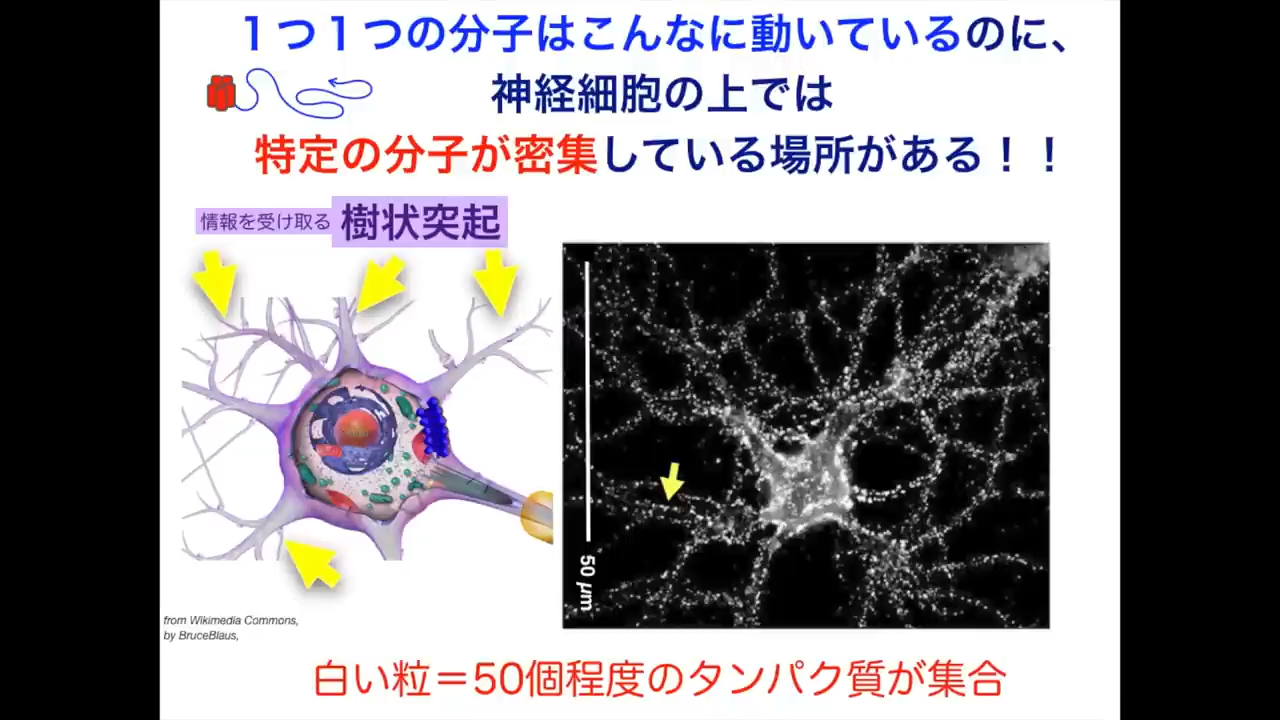 １つ１つの分子はこんなに動いているのに、
神経細胞の上では
特定の分子が密集している場所がある！！
情報を受け取る 樹状突起
50 µm
from Wikimedia Commons,
by BruceBlaus,
白い粒＝50個程度のタンパク質が集合